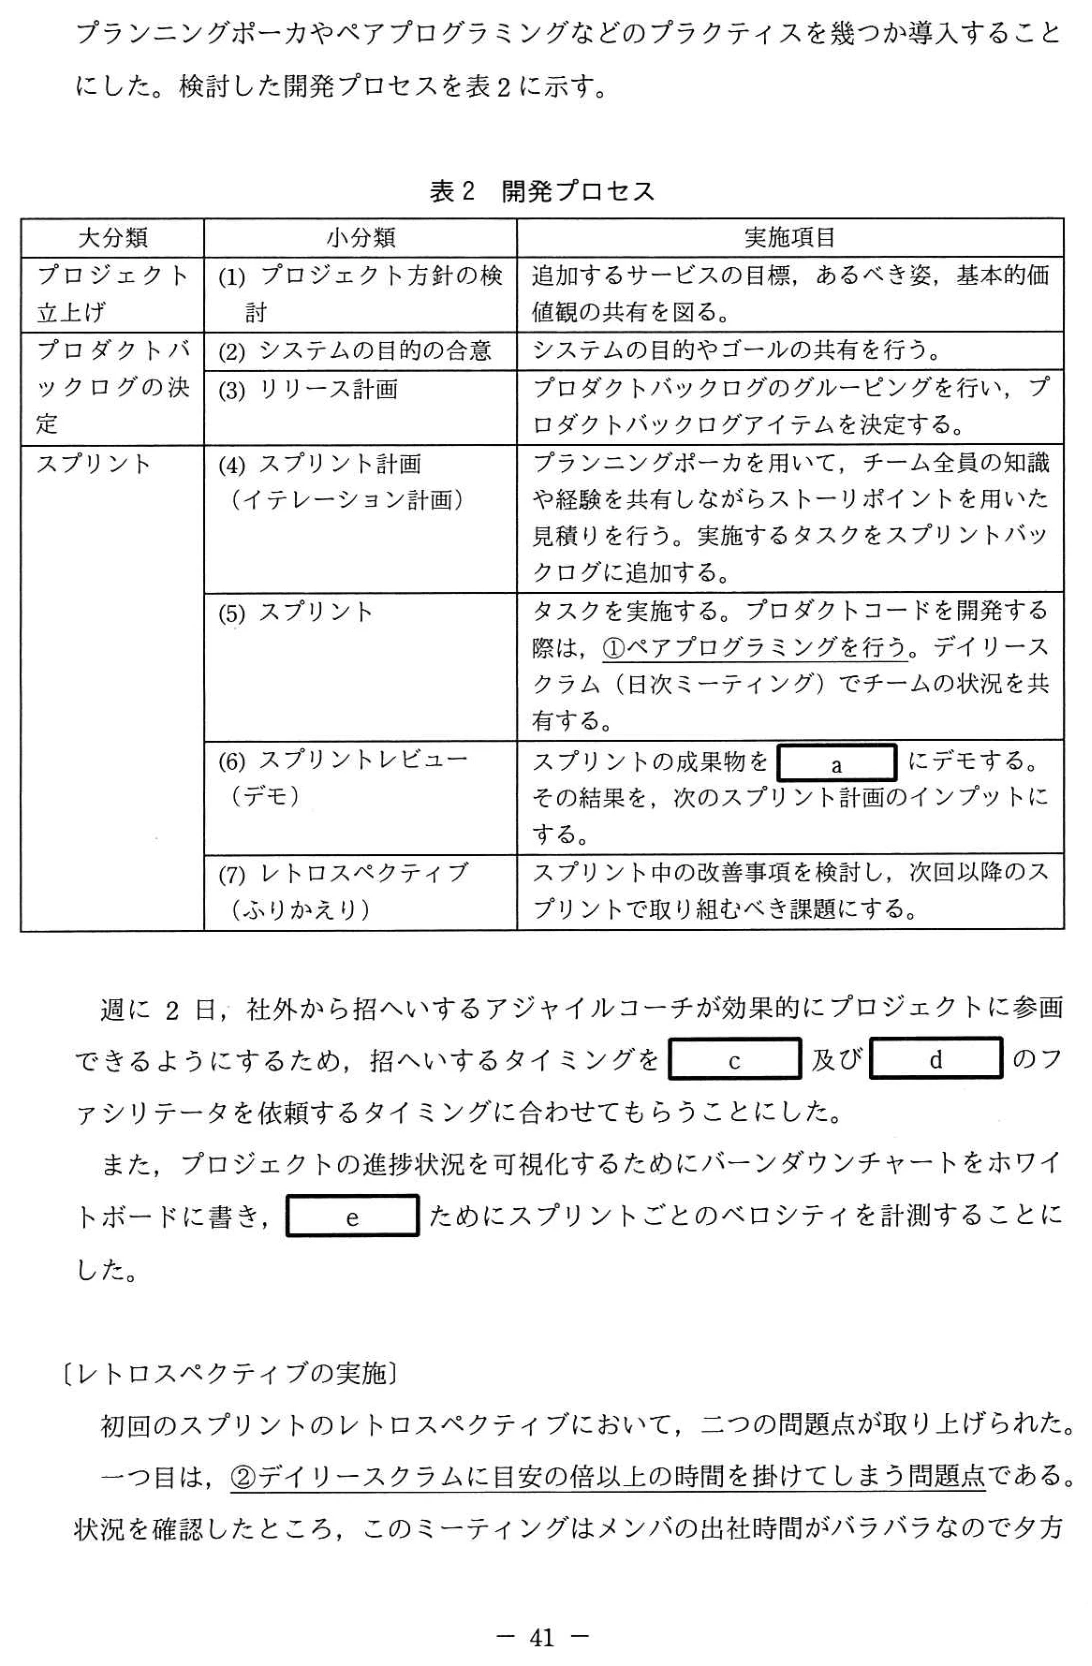 プランニングポーカやペアプログラミングなどのプラクティスを幾つか導入すること
にした。検討した開発プロセスを表2に示す。
表2　開発プロセス
大分類　小分類　実施項目
プロジェクト
立上げ
(1) プロジェクト方針の検
討
追加するサービスの目標，あるべき姿，基本的価
値観の共有を図る。
プロダクトバ
ックログの決
定
(2) システムの目的の合意
システムの目的やゴールの共有を行う。
(3) リリース計画
プロダクトバックログのグルーピングを行い，プ
ロダクトバックログアイテムを決定する。
スプリント
(4) スプリント計画
（イテレーション計画）
プランニングポーカを用いて，チーム全員の知識
や経験を共有しながらストーリポイントを用いた
見積りを行う。実施するタスクをスプリントバッ
クログに追加する。
(5) スプリント
タスクを実施する。プロダクトコードを開発する
際は，①ペアプログラミングを行う。デイリース
クラム（日次ミーティング）でチームの状況を共
有する。
(6) スプリントレビュー
（デモ）
スプリントの成果物を a にデモする。
その結果を，次のスプリント計画のインプットに
する。
(7) レトロスペクティブ
（ふりかえり）
スプリント中の改善事項を検討し，次回以降のス
プリントで取り組むべき課題にする。
週に 2 日，社外から招へいするアジャイルコーチが効果的にプロジェクトに参画
できるようにするため，招へいするタイミングを c 及び d のフ
ァシリテータを依頼するタイミングに合わせてもらうことにした。
また，プロジェクトの進捗状況を可視化するためにバーンダウンチャートをホワイ
トボードに書き， e ためにスプリントごとのベロシティを計測することに
した。
〔レトロスペクティブの実施〕
初回のスプリントのレトロスペクティブにおいて，二つの問題点が取り上げられた。
一つ目は，②デイリースクラムに目安の倍以上の時間を掛けてしまう問題点である。
状況を確認したところ，このミーティングはメンバの出社時間がバラバラなので夕方
－ 41 －